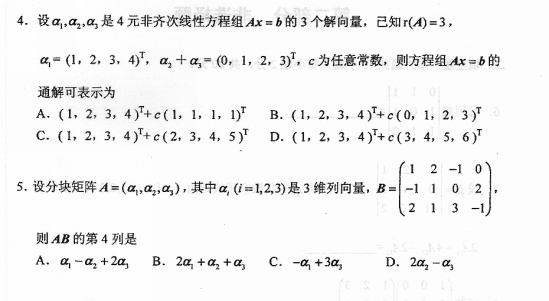 4. 设α₁,α₂,α₃是 4 元非齐次线性方程组Ax=b的 3 个解向量，已知r(A)=3，
α₁=(1，2，3，4)ᵀ，α₂+α₃=(0，1，2，3)ᵀ，c为任意常数，则方程组Ax=b的
通解可表示为
A. (1，2，3，4)ᵀ+c(1，1，1，1)ᵀ B. (1，2，3，4)ᵀ+c(0，1，2，3)ᵀ
C. (1，2，3，4)ᵀ+c(2，3，4，5)ᵀ D. (1，2，3，4)ᵀ+c(3，4，5，6)ᵀ
5. 设分块矩阵A=(α₁,α₂,α₃)，其中αᵢ (i=1,2,3)是 3 维列向量，B=
(1 2 -1 0
-1 1 0 2
2 1 3 -1)，
则AB的第 4 列是
A. α₁-α₂+2α₃ B. 2α₁+α₂+α₃ C. -α₁+3α₃ D. 2α₂-α₃